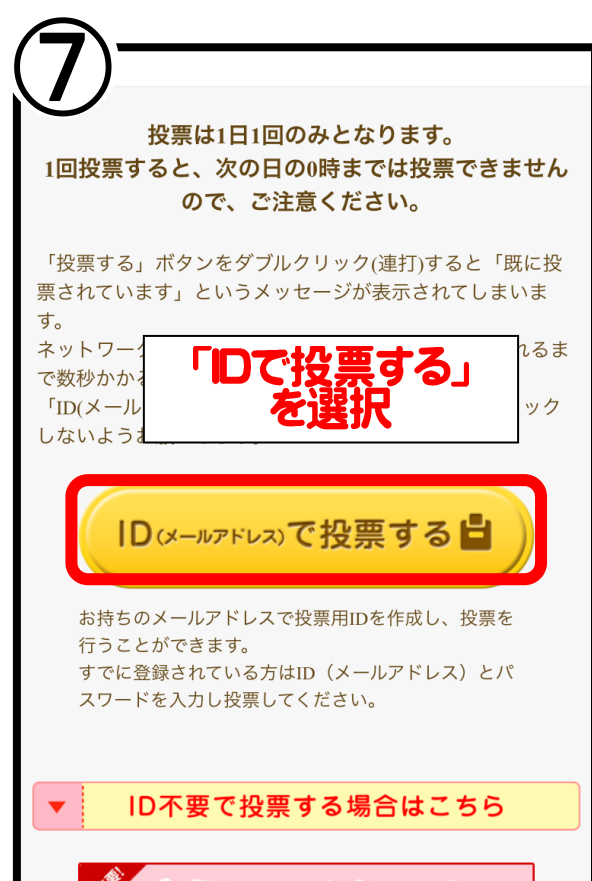 ⑦
投票は1日1回のみとなります。
1回投票すると、次の日の0時までは投票できません
ので、ご注意ください。
「投票する」ボタンをダブルクリック(連打)すると「既に投
票されています」というメッセージが表示されてしまいま
す。
ネットワー
れるま
で数秒かか
「ID(メール
ック
しないよう
「IDで投票する」
を選択
ID(メールアドレス)で投票する
お持ちのメールアドレスで投票用IDを作成し、投票を
行うことができます。
すでに登録されている方はID（メールアドレス）とパ
スワードを入力し投票してください。
▼ ID不要で投票する場合はこちら